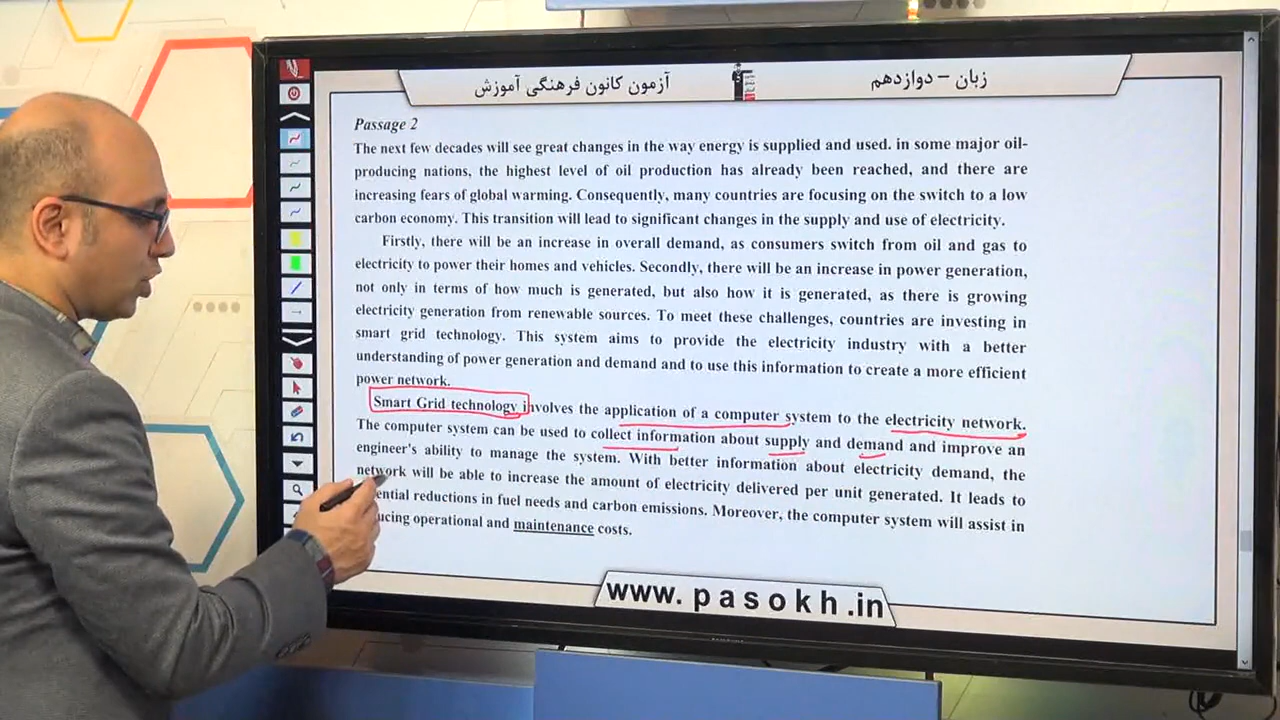 زبان – دوازدهم
آزمون کانون فرهنگی آموزش
Passage 2
The next few decades will see great changes in the way energy is supplied and used. in some major oil-
producing nations, the highest level of oil production has already been reached, and there are
increasing fears of global warming. Consequently, many countries are focusing on the switch to a low
carbon economy. This transition will lead to significant changes in the supply and use of electricity.
Firstly, there will be an increase in overall demand, as consumers switch from oil and gas to
electricity to power their homes and vehicles. Secondly, there will be an increase in power generation,
not only in terms of how much is generated, but also how it is generated, as there is growing
electricity generation from renewable sources. To meet these challenges, countries are investing in
smart grid technology. This system aims to provide the electricity industry with a better
understanding of power generation and demand and to use this information to create a more efficient
power network.
Smart Grid technology involves the application of a computer system to the electricity network.
The computer system can be used to collect information about supply and demand and improve an
engineer's ability to manage the system. With better information about electricity demand, the
network will be able to increase the amount of electricity delivered per unit generated. It leads to
reductions in fuel needs and carbon emissions. Moreover, the computer system will assist in
operational and maintenance costs.
www.pasokh.in